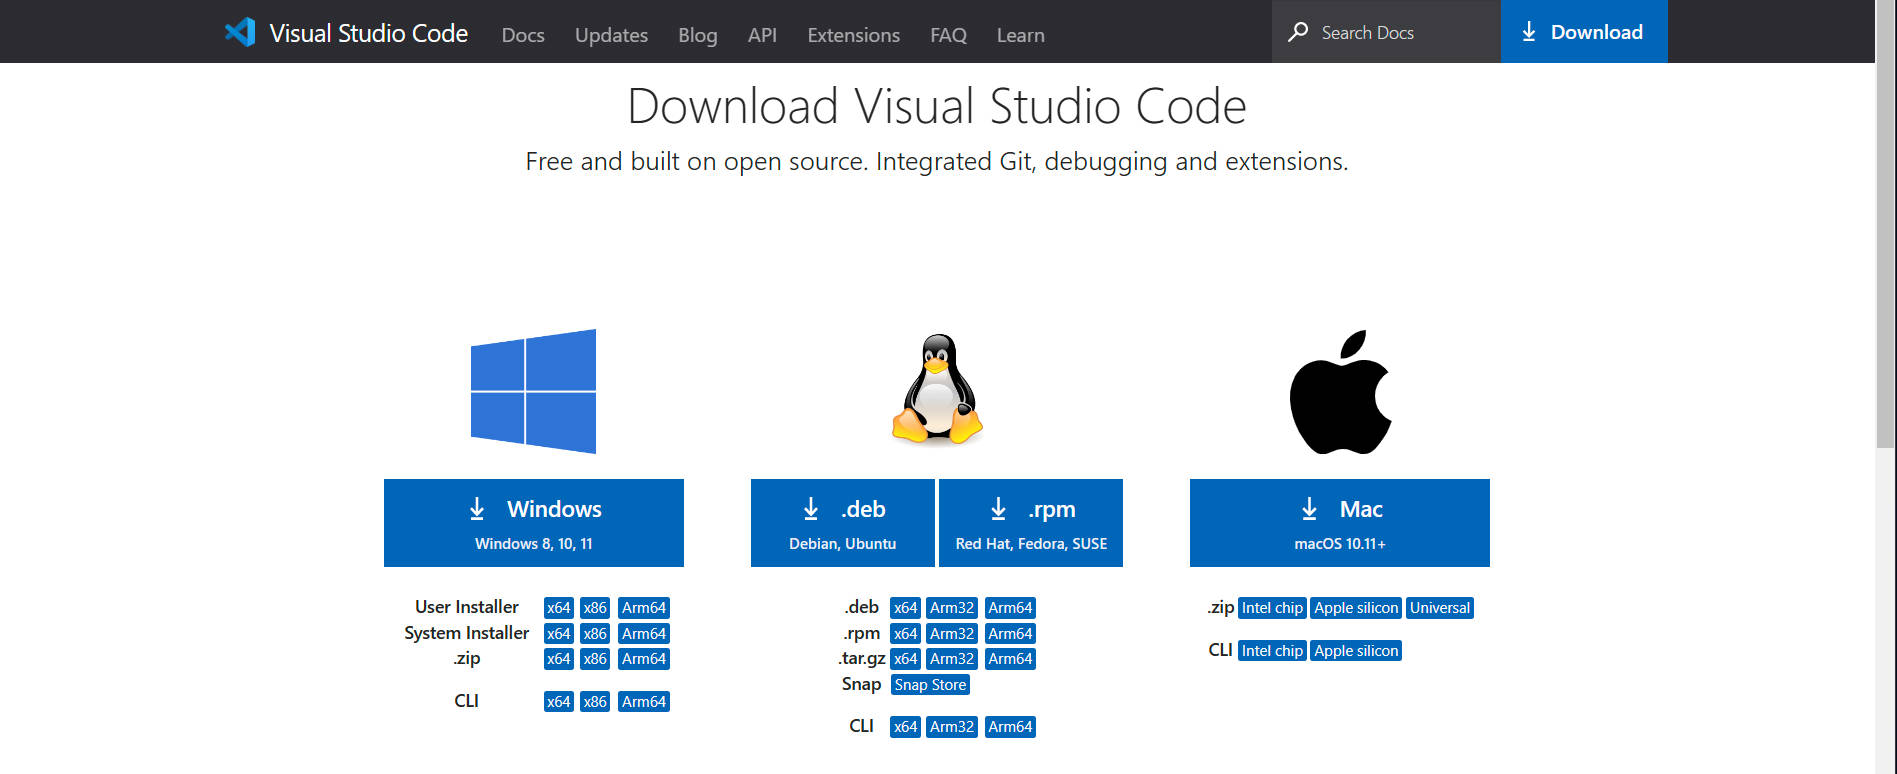 Visual Studio Code Docs Updates Blog API Extensions FAQ Learn Search Docs Download
Download Visual Studio Code
Free and built on open source. Integrated Git, debugging and extensions.
Windows
Windows 8, 10, 11
User Installer x64 x86 Arm64
System Installer x64 x86 Arm64
.zip x64 x86 Arm64
CLI x64 x86 Arm64
.deb
Debian, Ubuntu
.rpm
Red Hat, Fedora, SUSE
.deb x64 Arm32 Arm64
.rpm x64 Arm32 Arm64
.tar.gz x64 Arm32 Arm64
Snap Snap Store
CLI x64 Arm32 Arm64
Mac
macOS 10.11+
.zip Intel chip Apple silicon Universal
CLI Intel chip Apple silicon